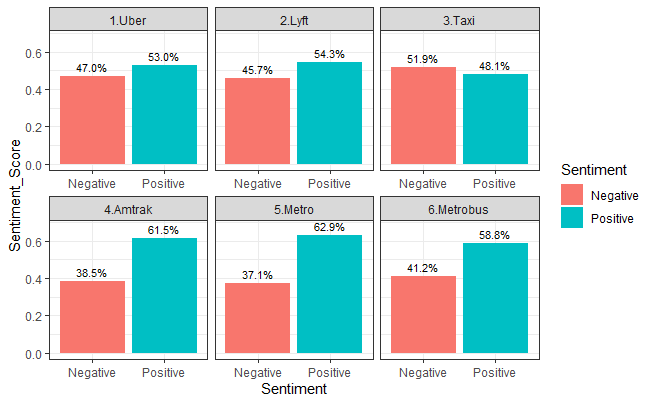 1.Uber
2.Lyft
3.Taxi
0.6
0.4
0.2
0.0
47.0%
53.0%
45.7%
54.3%
51.9%
48.1%
Negative
Positive
Negative
Positive
Negative
Positive
4.Amtrak
5.Metro
6.Metrobus
0.6
0.4
0.2
0.0
38.5%
61.5%
37.1%
62.9%
41.2%
58.8%
Negative
Positive
Negative
Positive
Negative
Positive
Sentiment_Score
Sentiment
Sentiment
Negative
Positive